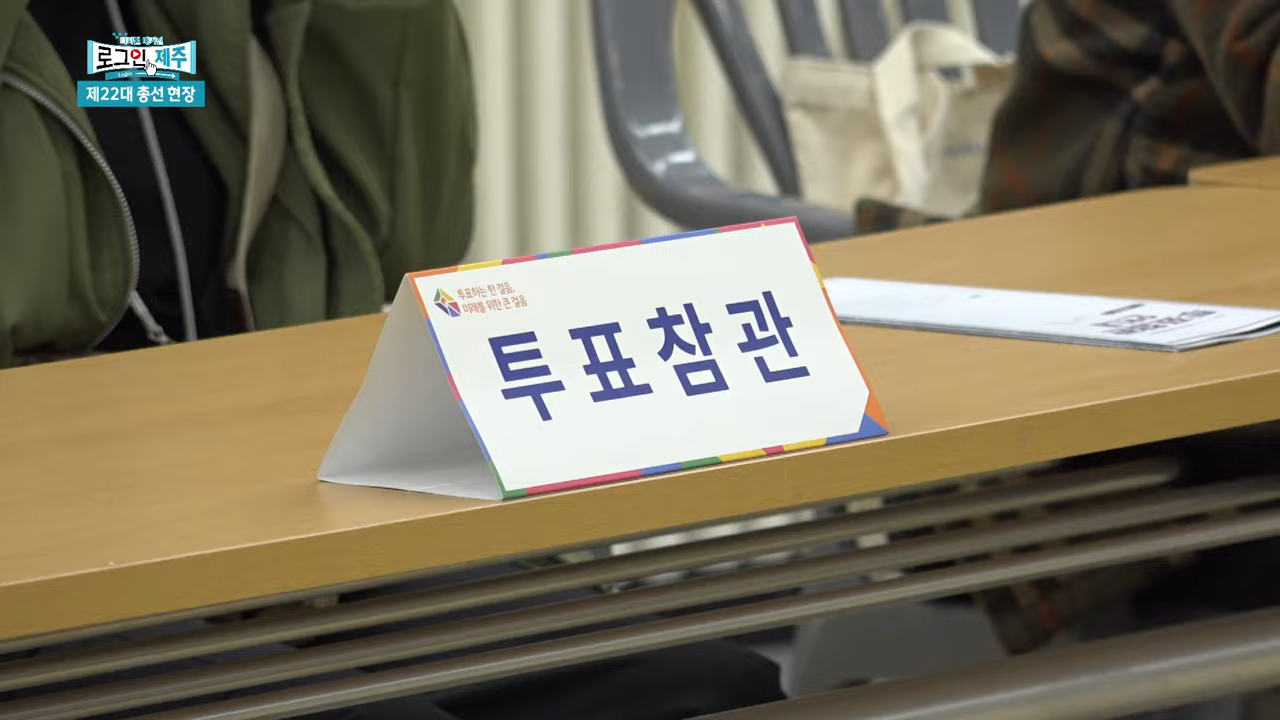 로그인 제주
Login
제22대 총선 현장
투표하는 한 걸음,
미래를 위한 큰 걸음
투표참관